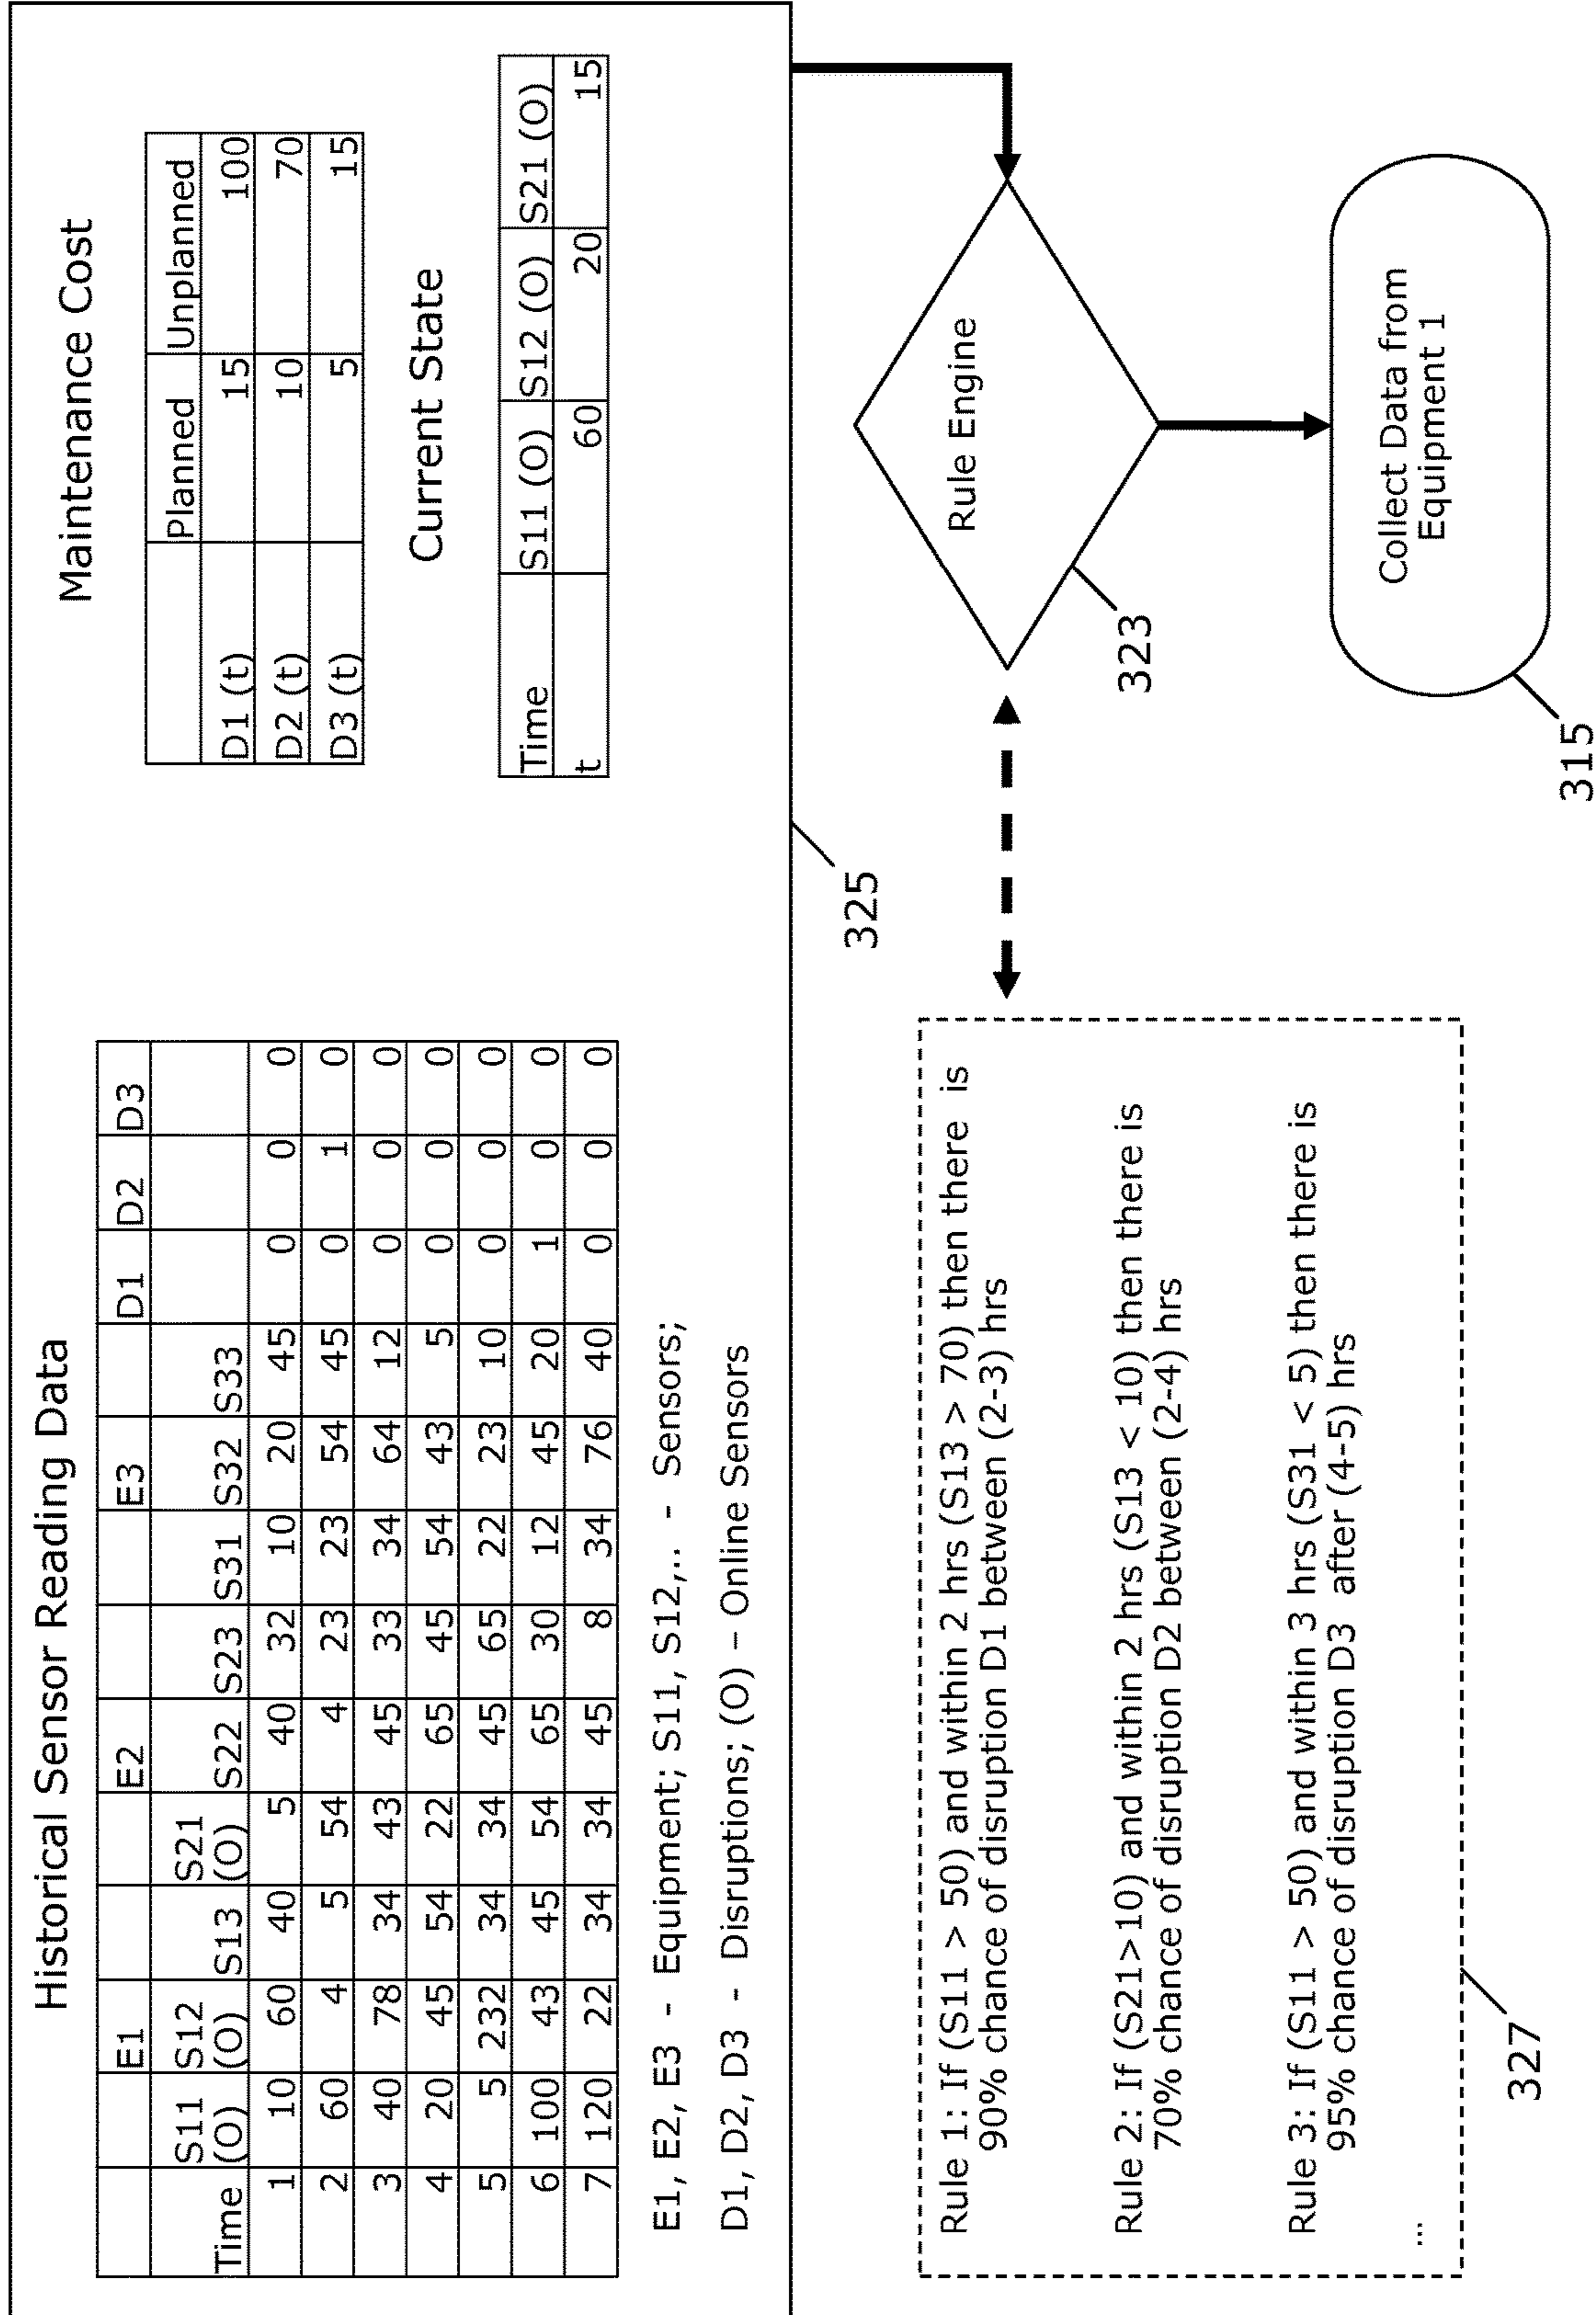 Historical Sensor Reading Data
E1 E2 E3 D1 D2 D3
Time S11 (O) S12 (O) S13 S21 (O) S22 S23 S31 S32 S33
1 10 60 40 5 40 32 10 20 45 0 0 0
2 60 4 5 54 4 23 23 54 45 0 1 0
3 40 78 34 43 45 33 34 64 12 0 0 0
4 20 45 54 22 65 45 54 43 5 0 0 0
5 5 232 34 34 45 65 22 23 10 0 0 0
6 100 43 45 54 65 30 12 45 20 1 0 0
7 120 22 34 34 45 8 34 76 40 0 0 0
E1, E2, E3 - Equipment; S11, S12,.. - Sensors;
D1, D2, D3 - Disruptions; (O) – Online Sensors
Maintenance Cost
Planned Unplanned
D1 (t) 15 100
D2 (t) 10 70
D3 (t) 5 15
Current State
Time S11 (O) S12 (O) S21 (O)
t 60 20 15
325
Rule 1: If (S11 > 50) and within 2 hrs (S13 > 70) then there is
90% chance of disruption D1 between (2-3) hrs
Rule 2: If (S21>10) and within 2 hrs (S13 < 10) then there is
70% chance of disruption D2 between (2-4) hrs
Rule 3: If (S11 > 50) and within 3 hrs (S31 < 5) then there is
95% chance of disruption D3 after (4-5) hrs
...
327
Rule Engine
323
Collect Data from
Equipment 1
315